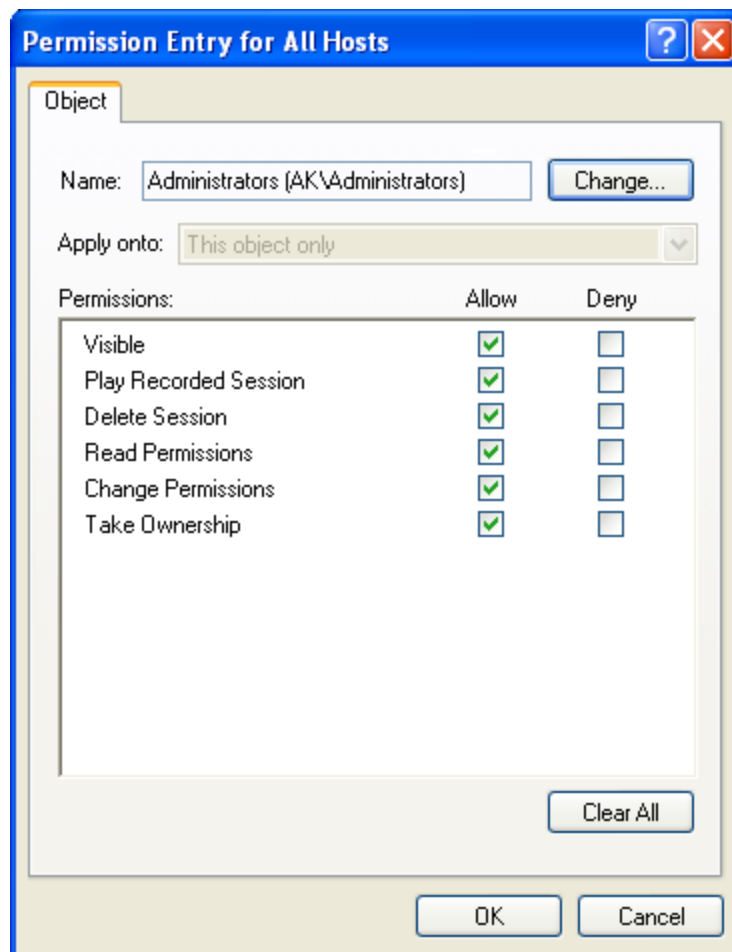 Permission Entry for All Hosts
Object
Name: Administrators (AK\Administrators) Change...
Apply onto: This object only
Permissions: Allow Deny
Visible
Play Recorded Session
Delete Session
Read Permissions
Change Permissions
Take Ownership
Clear All
OK Cancel